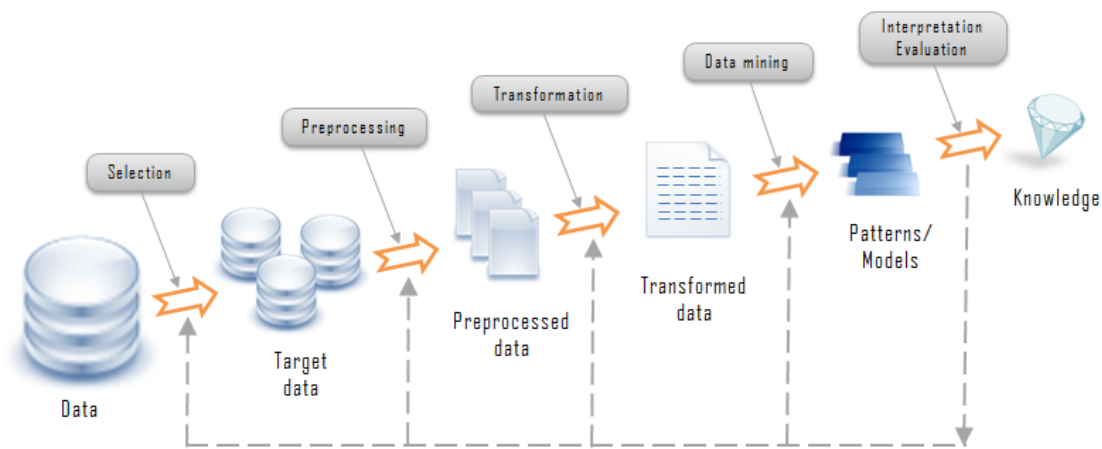 Interpretation
Evaluation
Data mining
Transformation
Preprocessing
Selection
Knowledge
Patterns/
Models
Transformed
data
Preprocessed
data
Target
data
Data